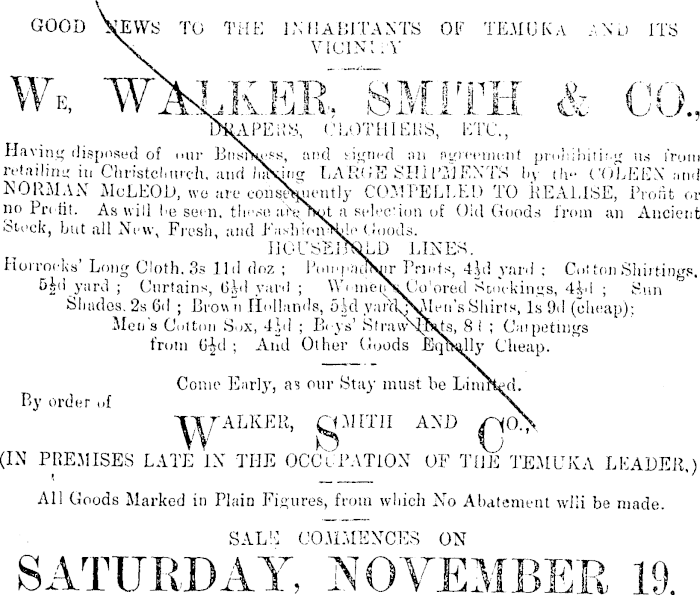 GOOD NEWS TO THE INHABITANTS OF TEMUKA AND ITS
VICINITY
WE, WALKER, SMITH & CO.,
DRAPERS, CLOTHIERS, ETC.,
Having disposed of our Business, and signed an agreement prohibiting us from
retailing in Christchurch, and having LARGE SHIPMENTS by the COLEEN and
NORMAN McLEOD, we are consequently COMPELLED TO REALISE, Profit or
no Profit. As will be seen, these are not a selection of Old Goods from an Ancient
Stock, but all New, Fresh, and Fashionable Goods.
HOUSEHOLD LINES.
Horrocks' Long Cloth, 3s 11d doz ; Pompadour Prints, 4½d yard ; Cotton Shirtings,
5½d yard ; Curtains, 6½d yard ; Women's Colored Stockings, 4½d ; Sun
Shades, 2s 6d ; Brown Hollands, 5½d yard ; Men's Shirts, 1s 9d (cheap);
Men's Cotton Sox, 4½d ; Boys' Straw Hats, ; Carpetings
from 6½d ; And Other Goods Equally Cheap.
Come Early, as our Stay must be Limited.
By order of
WALKER, SMITH AND CO.,
(IN PREMISES LATE IN THE OCCUPATION OF THE TEMUKA LEADER.)
All Goods Marked in Plain Figures, from which No Abatement wlil be made.
SALE COMMENCES ON
SATURDAY, NOVEMBER 19.